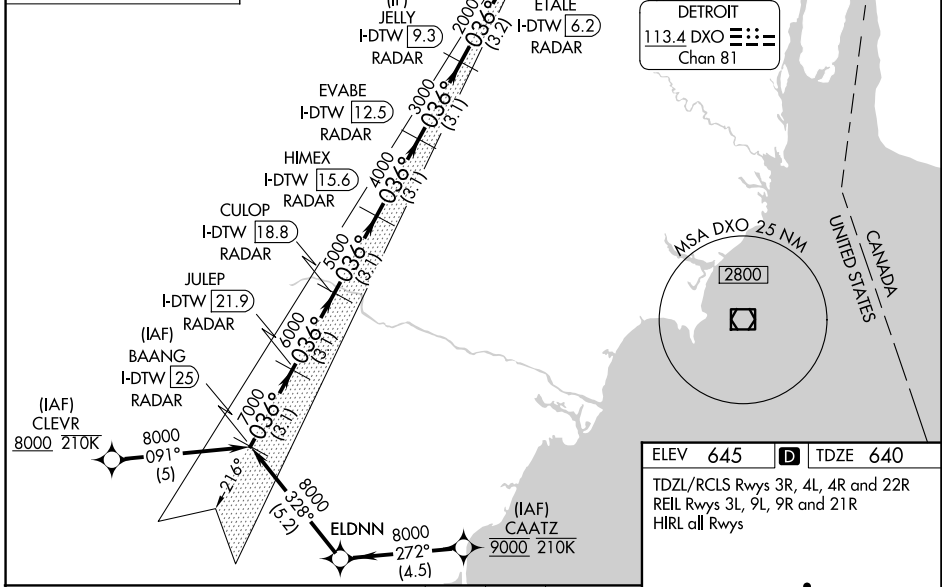 (IF)
JELLY
I-DTW 9.3
RADAR
2000
036°
(3.2)
ETALE
I-DTW 6.2
RADAR
DETROIT
113.4 DXO
Chan 81
EVABE
I-DTW 12.5
RADAR
3000
036°
(3.1)
HIMEX
I-DTW 15.6
RADAR
4000
036°
(3.1)
CULOP
I-DTW 18.8
RADAR
5000
036°
(3.1)
JULEP
I-DTW 21.9
RADAR
6000
036°
(3.1)
(IAF)
BAANG
I-DTW 25
RADAR
7000
036°
(3.1)
MSA DXO 25 NM
2800
CANADA
UNITED STATES
(IAF)
CLEVR
8000 210K
8000
091°
(5)
216°
8000
328°
(5.2)
ELDNN
8000
272°
(4.5)
(IAF)
CAATZ
9000 210K
ELEV 645 D TDZE 640
TDZL/RCLS Rwys 3R, 4L, 4R and 22R
REIL Rwys 3L, 9L, 9R and 21R
HIRL all Rwys